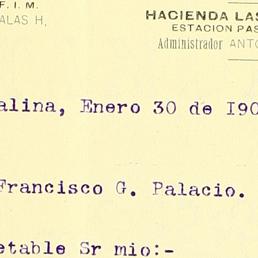 F. I. M.
ALAS H,
HACIENDA LAS
ESTACION PAS
Administrador ANTO
alina, Enero 30 de 190
Francisco G. Palacio.
etable Sr mio:-